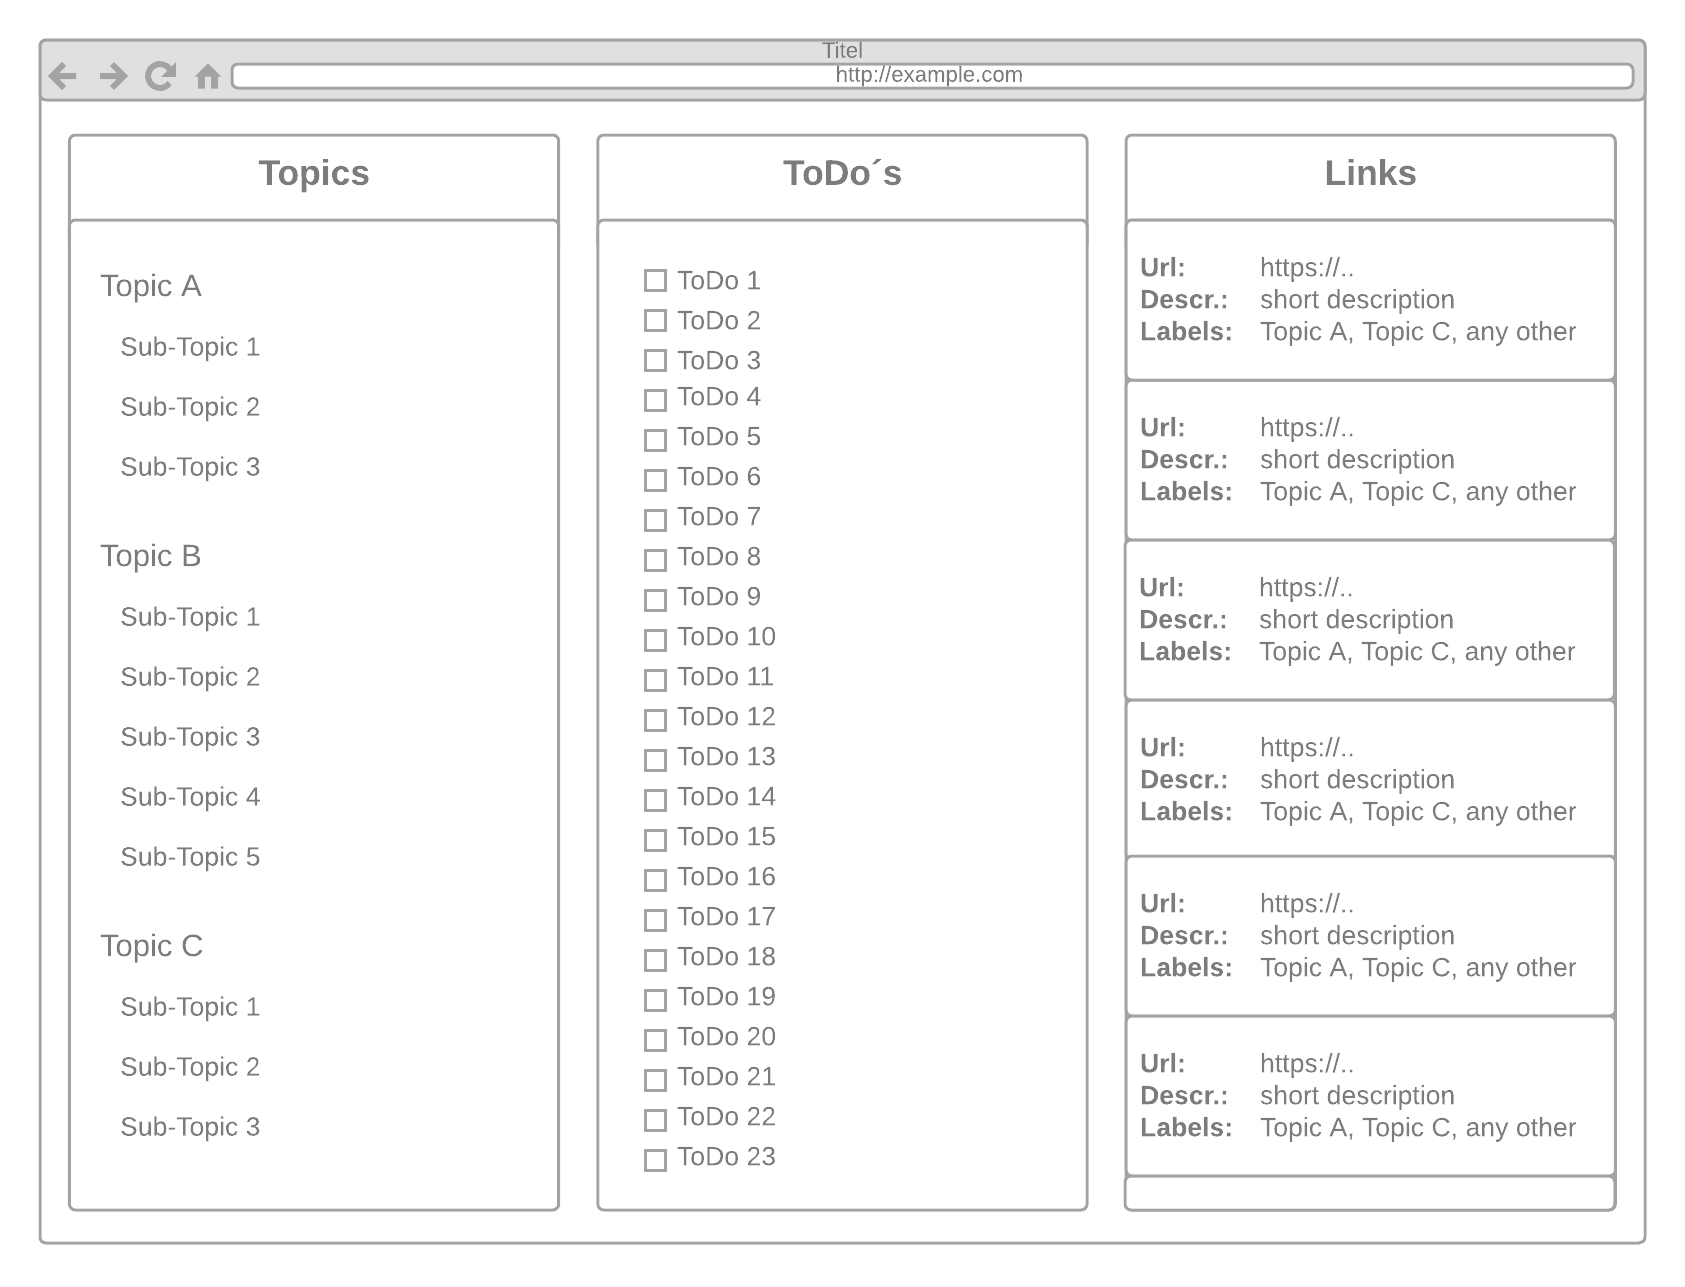 Titel
http://example.com
Topics
Topic A
Sub-Topic 1
Sub-Topic 2
Sub-Topic 3
Topic B
Sub-Topic 1
Sub-Topic 2
Sub-Topic 3
Sub-Topic 4
Sub-Topic 5
Topic C
Sub-Topic 1
Sub-Topic 2
Sub-Topic 3
ToDo´s
ToDo 1
ToDo 2
ToDo 3
ToDo 4
ToDo 5
ToDo 6
ToDo 7
ToDo 8
ToDo 9
ToDo 10
ToDo 11
ToDo 12
ToDo 13
ToDo 14
ToDo 15
ToDo 16
ToDo 17
ToDo 18
ToDo 19
ToDo 20
ToDo 21
ToDo 22
ToDo 23
Links
Url: https://..
Descr.: short description
Labels: Topic A, Topic C, any other
Url: https://..
Descr.: short description
Labels: Topic A, Topic C, any other
Url: https://..
Descr.: short description
Labels: Topic A, Topic C, any other
Url: https://..
Descr.: short description
Labels: Topic A, Topic C, any other
Url: https://..
Descr.: short description
Labels: Topic A, Topic C, any other
Url: https://..
Descr.: short description
Labels: Topic A, Topic C, any other